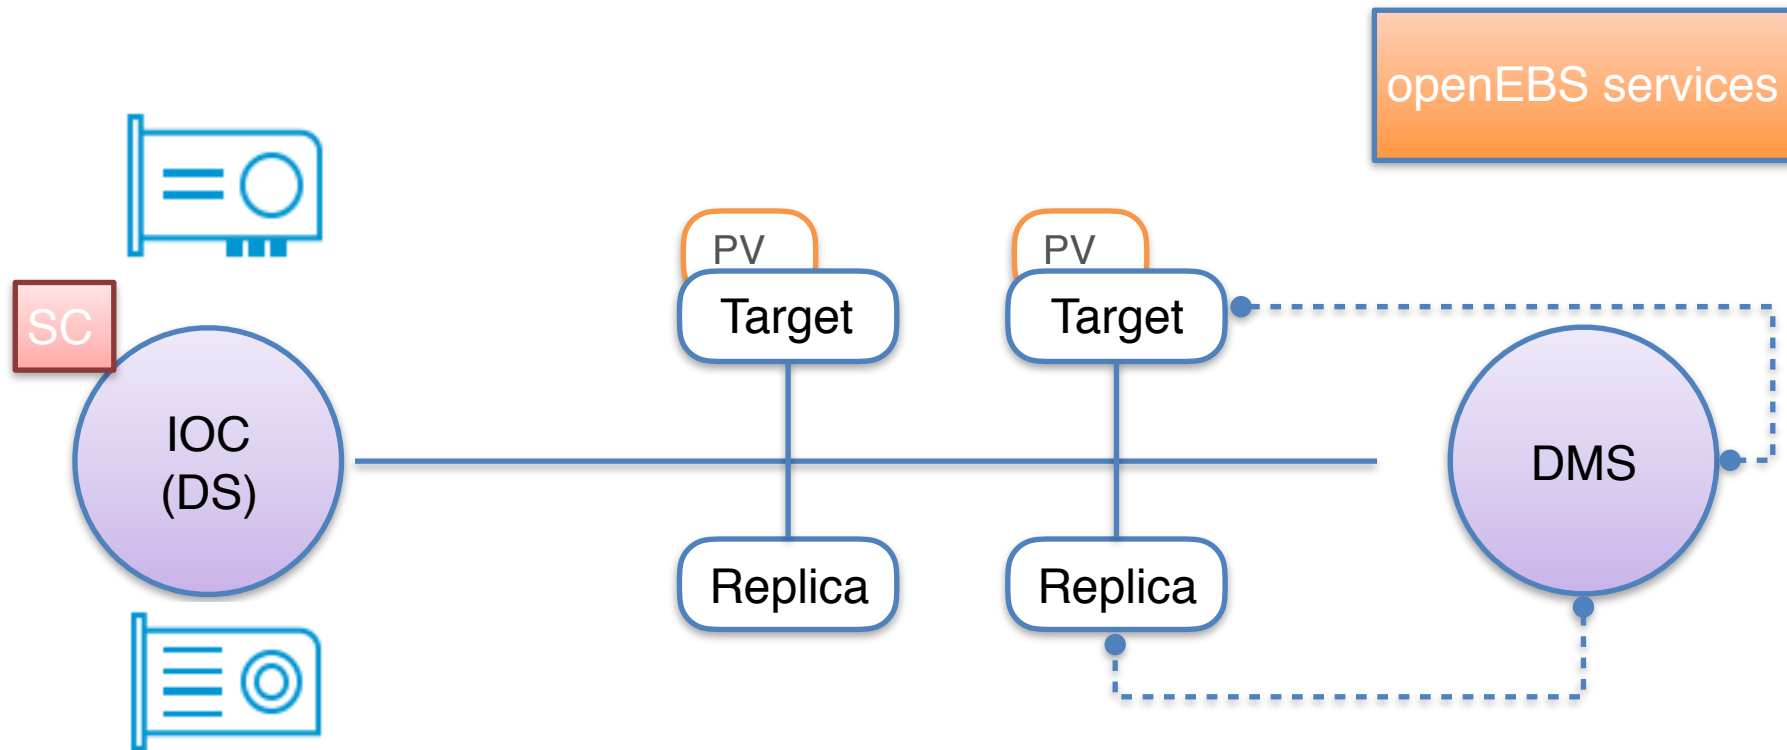 openEBS services
PV
PV
Target
Target
SC
IOC
(DS)
DMS
Replica
Replica